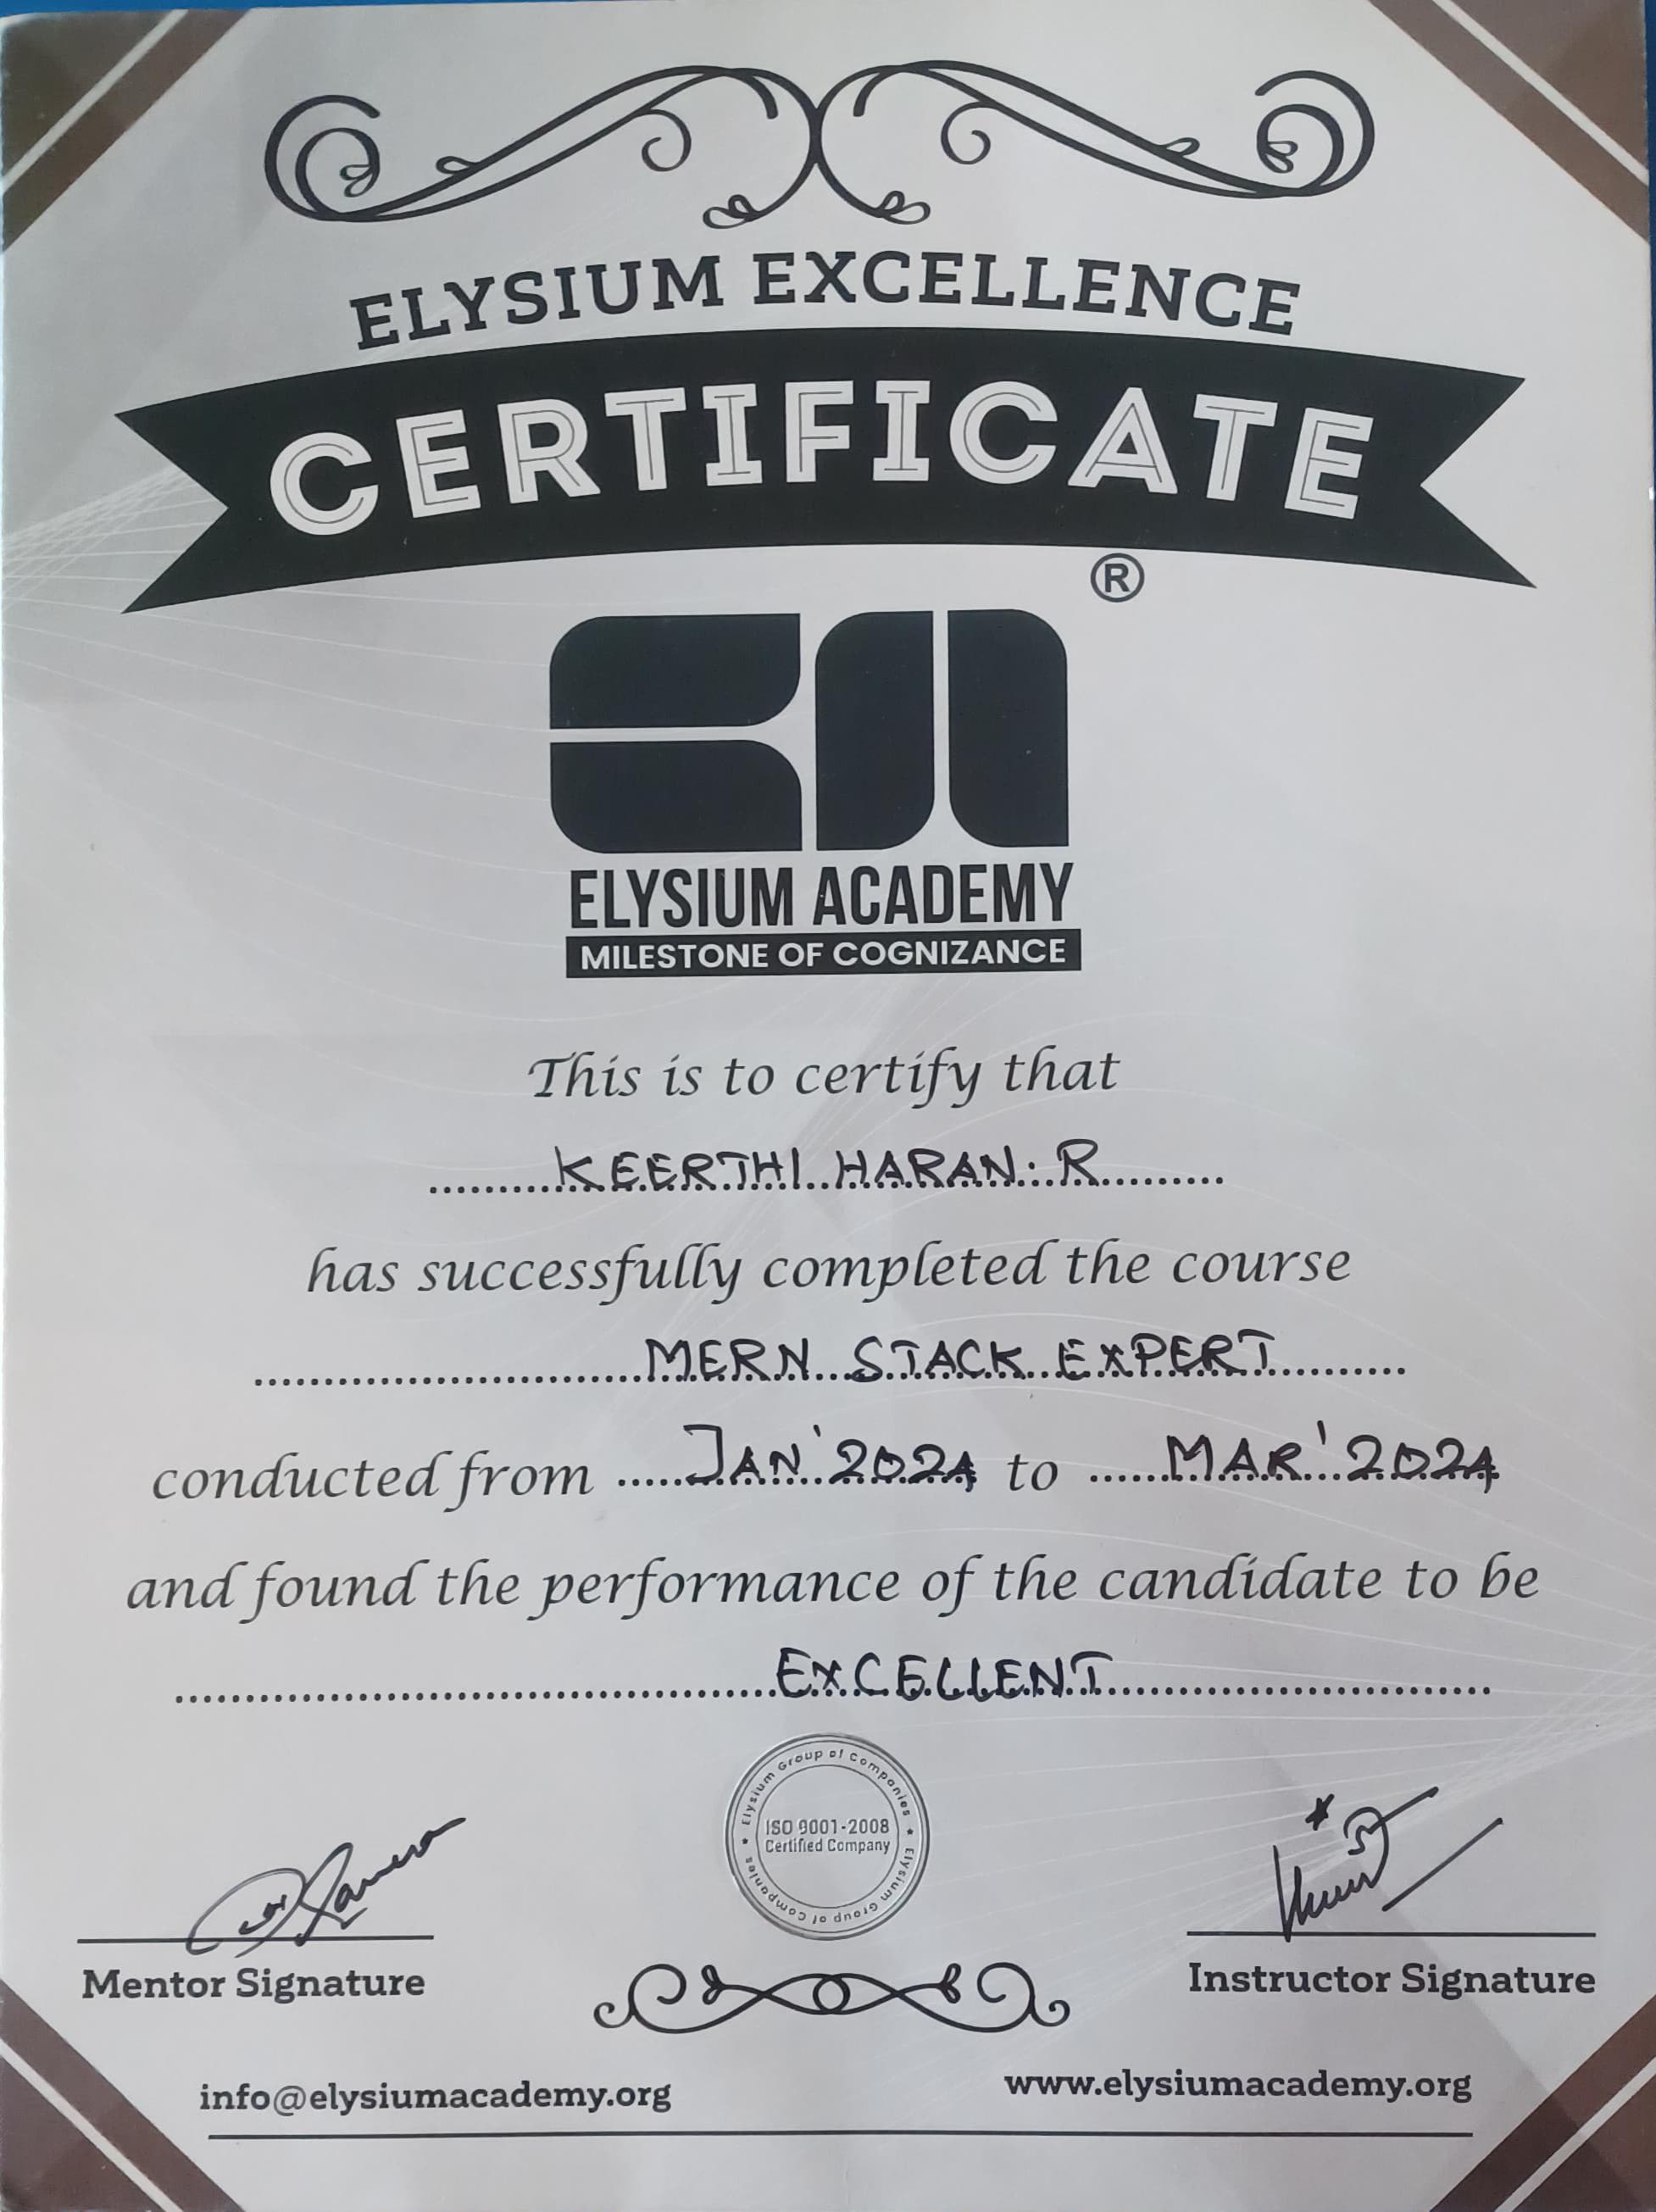 ELYSIUM EXCELLENCE
CERTIFICATE
®
ELYSIUM ACADEMY
MILESTONE OF COGNIZANCE
This is to certify that
KEERTHI HARAN. R
has successfully completed the course
MERN STACK EXPERT
conducted from JAN'2024 to MAR'2024
and found the performance of the candidate to be
EXCELLENT
Elysium Group of Companies * Elysium Group of Companies *
ISO 9001-2008
Certified Company
Mentor Signature
Instructor Signature
info@elysiumacademy.org
www.elysiumacademy.org